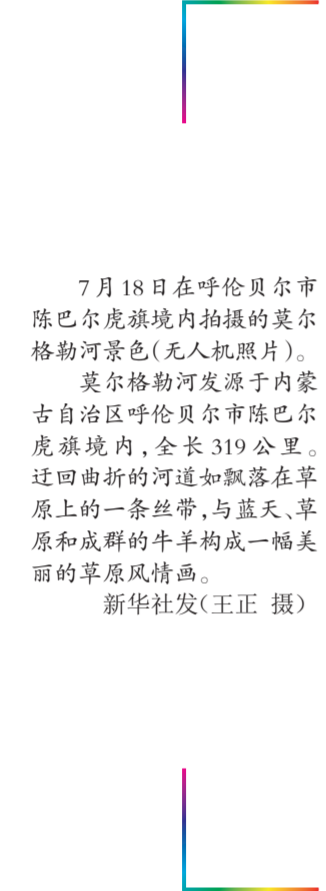 7月18日在呼伦贝尔市
陈巴尔虎旗境内拍摄的莫尔
格勒河景色(无人机照片)。
莫尔格勒河发源于内蒙
古自治区呼伦贝尔市陈巴尔
虎旗境内,全长319公里。
迂回曲折的河道如飘落在草
原上的一条丝带,与蓝天、草
原和成群的牛羊构成一幅美
丽的草原风情画。
新华社发(王正 摄)